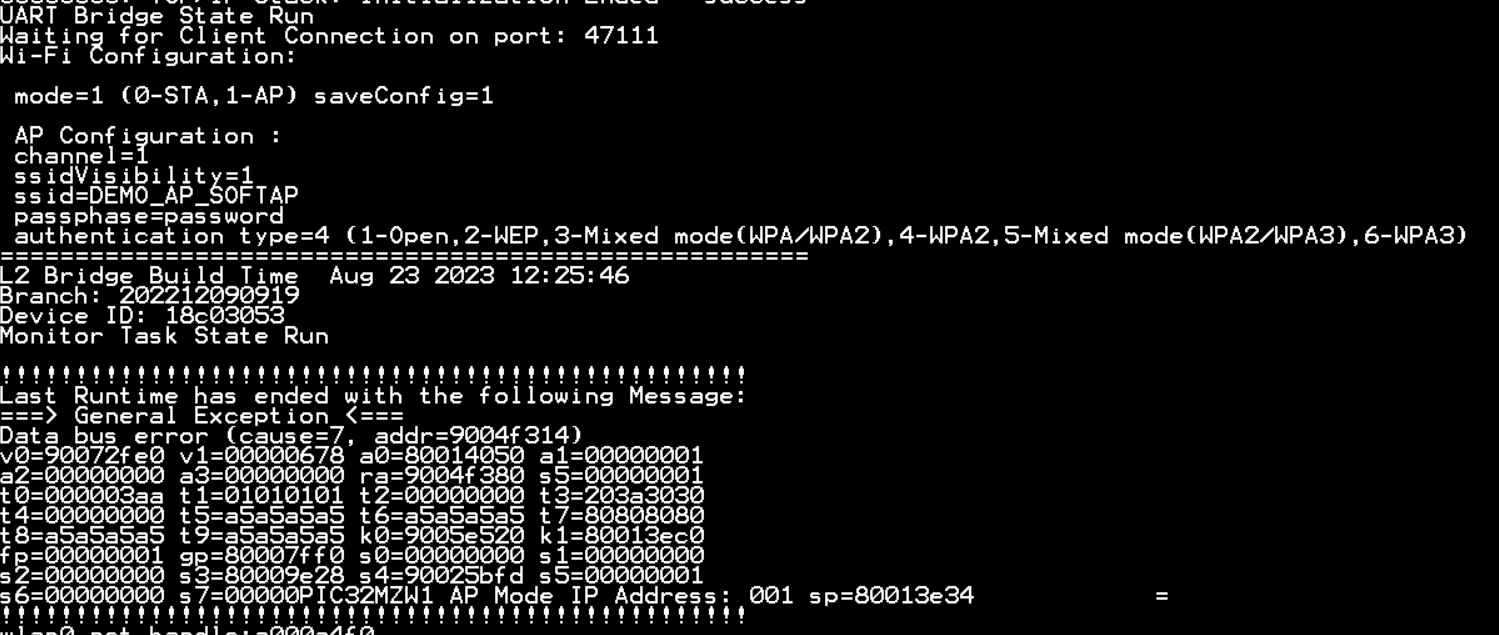 UART Bridge State Run
Waiting for Client Connection on port: 47111
Wi-Fi Configuration:
mode=1 (0-STA,1-AP) saveConfig=1
AP Configuration :
channel=1
ssidVisibility=1
ssid=DEMO_AP_SOFTAP
passphase=password
authentication type=4 (1-Open,2-WEP,3-Mixed mode(WPA/WPA2),4-WPA2,5-Mixed mode(WPA2/WPA3),6-WPA3)
======================================================
L2 Bridge Build Time  Aug 23 2023 12:25:46
Branch: 202212090919
Device ID: 18c03053
Monitor Task State Run
!!!!!!!!!!!!!!!!!!!!!!!!!!!!!!!!!!!!!!!!!!!!!!!!!!
Last Runtime has ended with the following Message:
===> General Exception <===
Data bus error (cause=7, addr=9004f314)
v0=90072fe0 v1=00000678 a0=80014050 a1=00000001
a2=00000000 a3=00000000 ra=9004f380 s5=00000001
t0=000003aa t1=01010101 t2=00000000 t3=203a3030
t4=00000000 t5=a5a5a5a5 t6=a5a5a5a5 t7=80808080
t8=a5a5a5a5 t9=a5a5a5a5 k0=9005e520 k1=80013ec0
fp=00000001 gp=80007ff0 s0=00000000 s1=00000000
s2=00000000 s3=80009e28 s4=90025bfd s5=00000001
s6=00000000 s7=00000PIC32MZW1 AP Mode IP Address: 001 sp=80013e34 =
!!!!!!!!!!!!!!!!!!!!!!!!!!!!!!!!!!!!!!!!!!!!!!!!!!